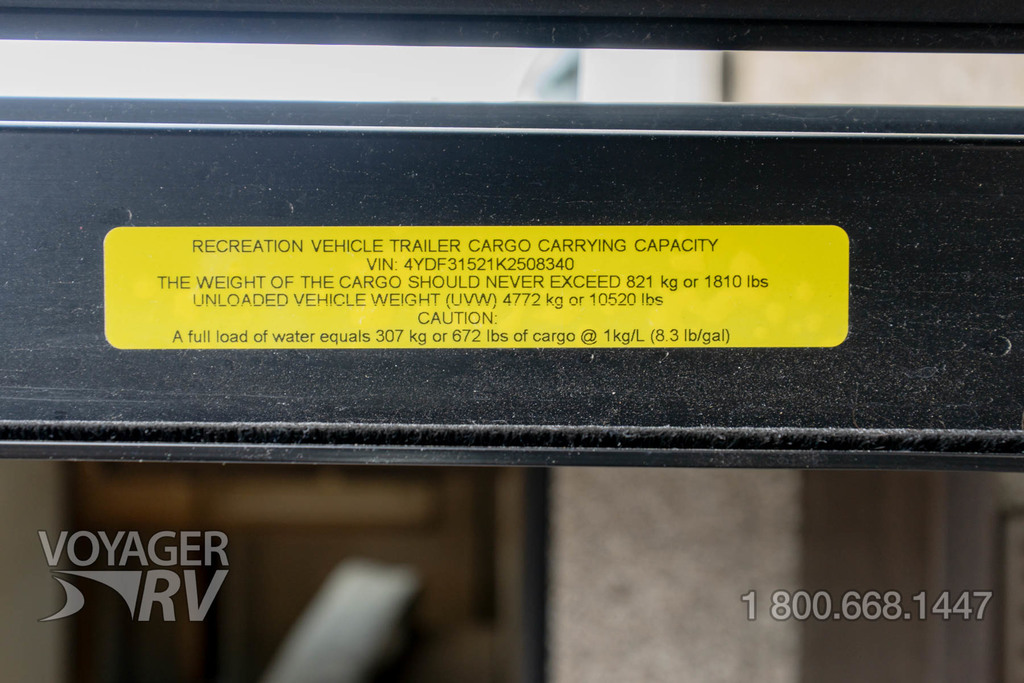 RECREATION VEHICLE TRAILER CARGO CARRYING CAPACITY
VIN: 4YDF31521K2508340
THE WEIGHT OF THE CARGO SHOULD NEVER EXCEED 821 kg or 1810 lbs
UNLOADED VEHICLE WEIGHT (UVW) 4772 kg or 10520 lbs
CAUTION:
A full load of water equals 307 kg or 672 lbs of cargo @ 1kg/L (8.3 lb/gal)
VOYAGER
RV
1 800.668.1447